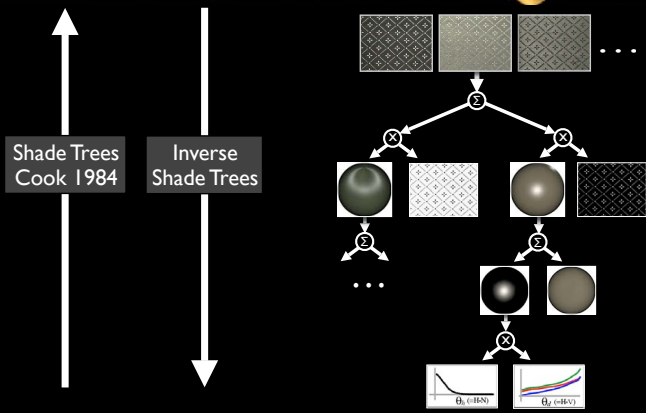 Shade Trees
Cook 1984
Inverse
Shade Trees
. . .
Σ
x
x
Σ
Σ
. . .
x
θh (=H·N)
θd (=H·V)